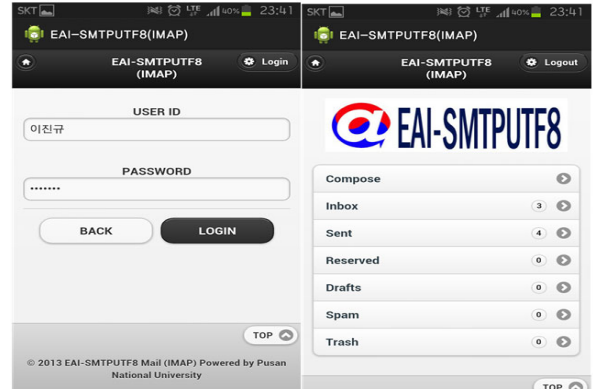 SKT LTE 40% 23:41
EAI-SMTPUTF8(IMAP)
EAI-SMTPUTF8
(IMAP)
Login
USER ID
이진규
PASSWORD
•••••••
BACK
LOGIN
TOP
© 2013 EAI-SMTPUTF8 Mail (IMAP) Powered by Pusan
National University
SKT LTE 40% 23:41
EAI-SMTPUTF8(IMAP)
EAI-SMTPUTF8
(IMAP)
Logout
@ EAI-SMTPUTF8
Compose
Inbox 3
Sent 4
Reserved 0
Drafts 0
Spam 0
Trash 0
TOP